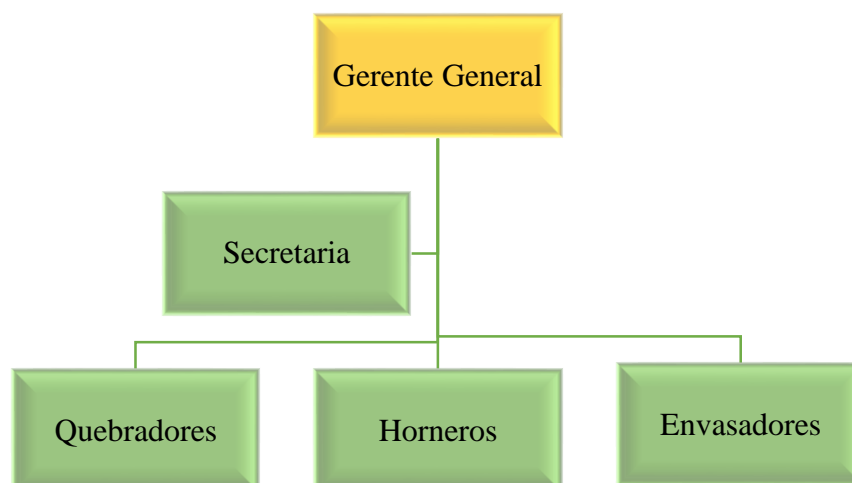 Gerente General
Secretaria
Quebradores
Horneros
Envasadores